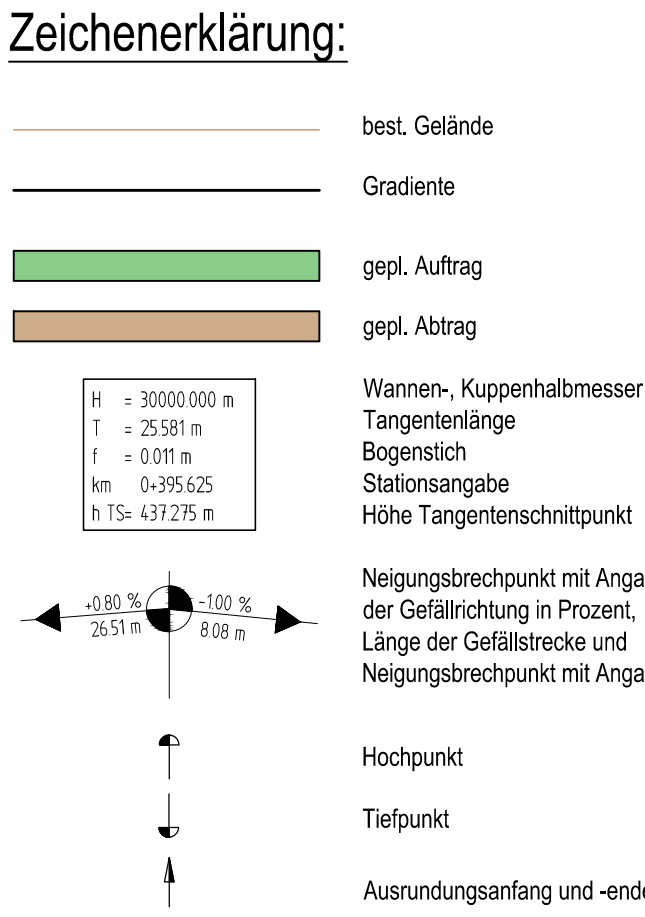 Zeichenerklärung:
best. Gelände
Gradiente
gepl. Auftrag
gepl. Abtrag
H = 30000.000 m
T = 25.581 m
f = 0.011 m
km 0+395.625
h TS= 437.275 m
Wannen-, Kuppenhalbmesser
Tangentenlänge
Bogenstich
Stationsangabe
Höhe Tangentenschnittpunkt
+0.80 % -1.00 %
26.51 m 8.08 m
Neigungsbrechpunkt mit Anga
der Gefällrichtung in Prozent,
Länge der Gefällstrecke und
Neigungsbrechpunkt mit Anga
Hochpunkt
Tiefpunkt
Ausrundungsanfang und -ende